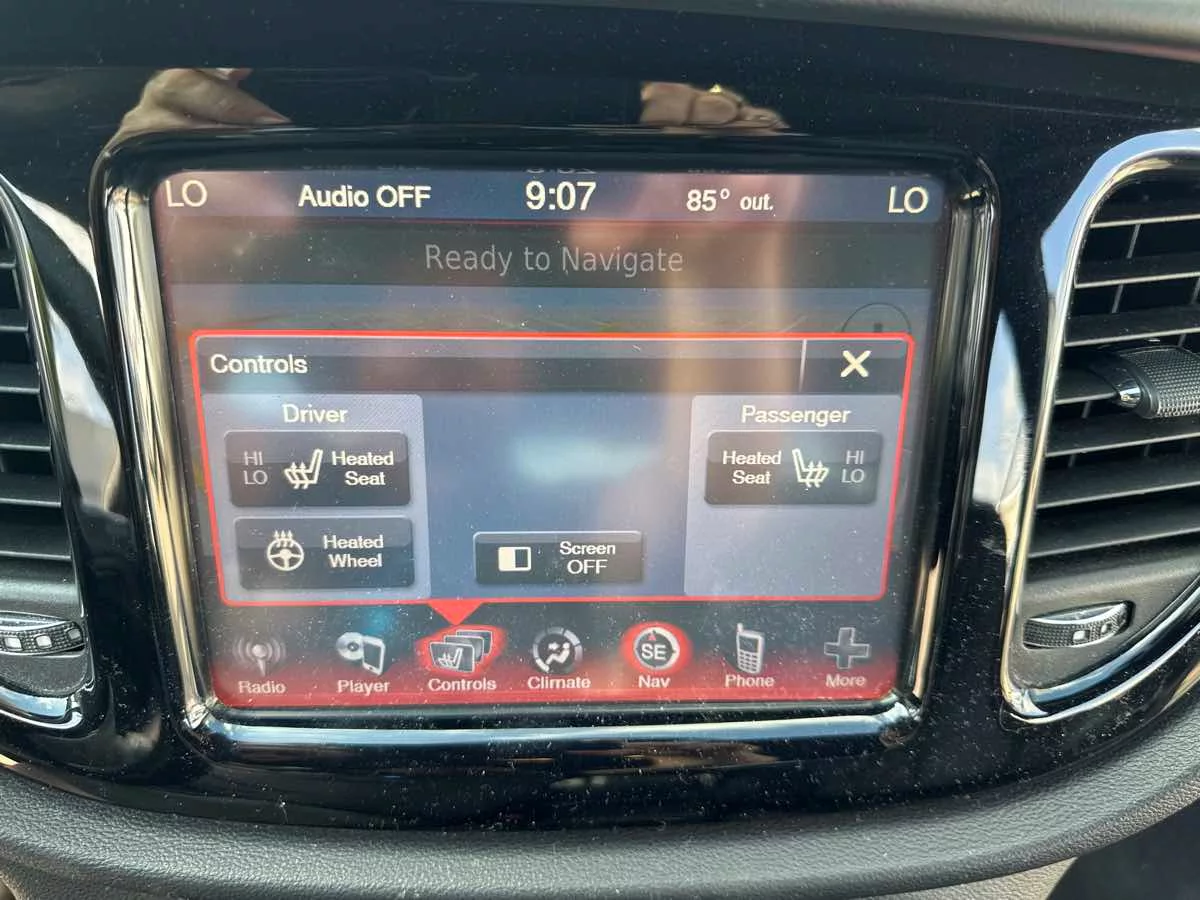 LO Audio OFF 9:07 85° out. LO
Ready to Navigate
Controls
Driver
HI
LO
Heated
Seat
Heated
Wheel
Screen
OFF
Passenger
Heated
Seat
HI
LO
Radio Player Controls Climate SE Nav Phone More